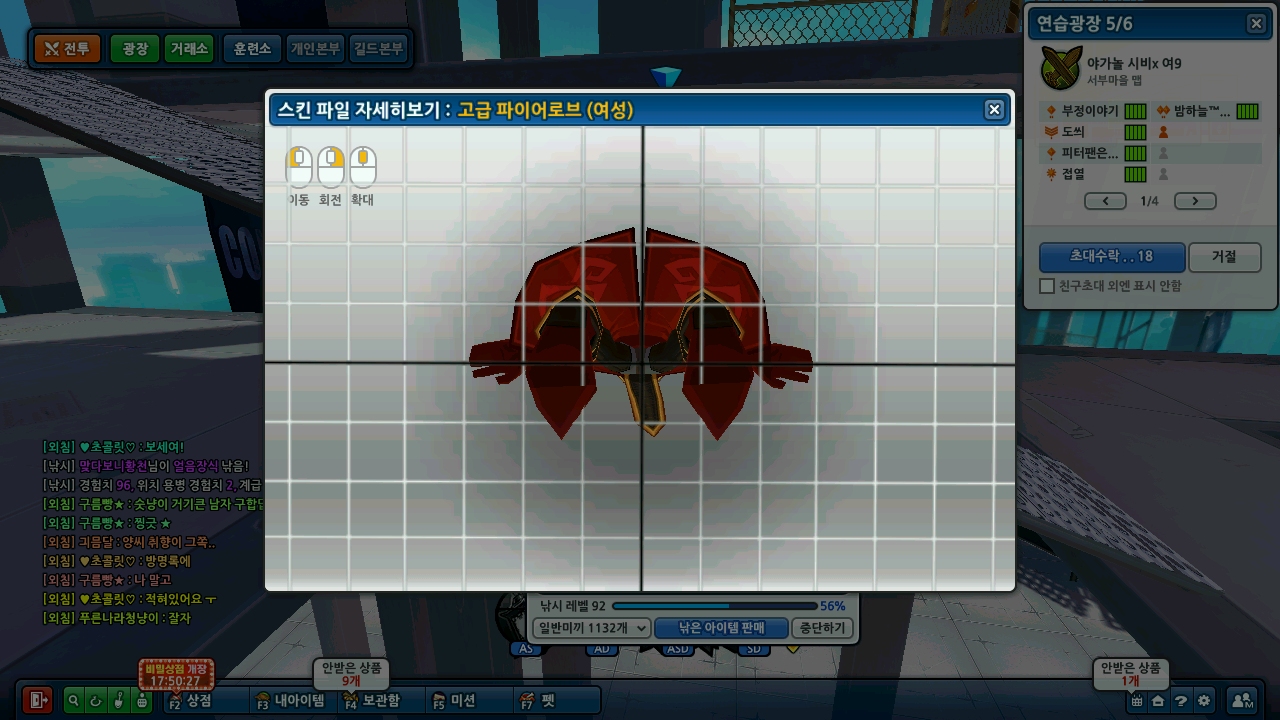 전투 광장 거래소 훈련소 개인본부 길드본부
연습광장 5/6
야가놀 시비x 여9
서부마을 맵
부정이야기 밤하늘™...
도씌
피터팬은...
접열
1/4
초대수락 . . 18 거절
친구초대 외엔 표시 안함
스킨 파일 자세히보기 : 고급 파이어로브 (여성)
이동 회전 확대
CO
[외침] ♥초콜릿♡ : 보세여!
[낚시] 맞다보니황천님이 얼음장식 낚음!
[낚시] 경험치 96, 위치 용병 경험치 2, 계급
[외침] 구름빵★ : 숫냥이 거기큰 남자 구합
[외침] 구름빵★ : 찡긋 ★
[외침] 긔믐달 : 양씨 취향이 그쪽..
[외침] ♥초콜릿♡ : 방명록에
[외침] 구름빵★ : 나 말고
[외침] ♥초콜릿♡ : 적혀있어요 ㅜ
[외침] 푸른나라청냥이 : 잘자
낚시 레벨 92 56%
일반미끼 1132개 낚은 아이템 판매 중단하기
AS AD ASD SD
비밀상점 개장
17:50:27
안받은 상품
9개
안받은 상품
1개
F2 상점 F3 내아이템 F4 보관함 F5 미션 F7 펫
M